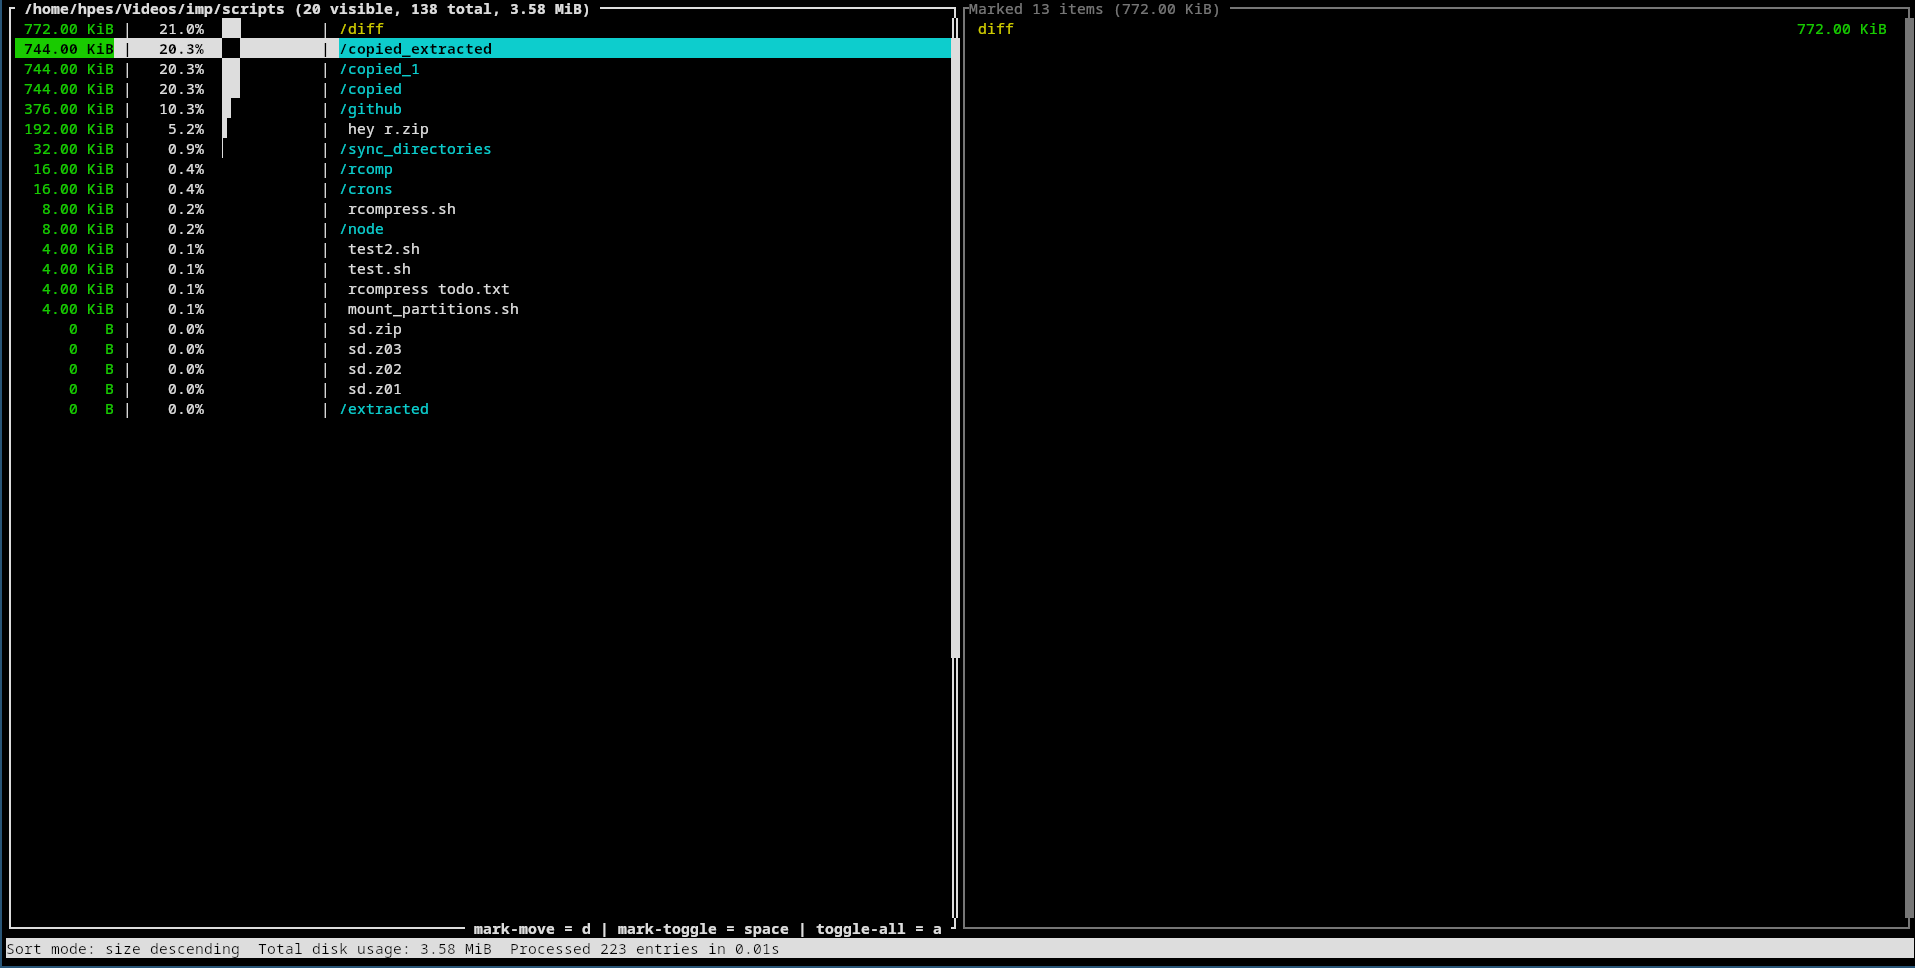 /home/hpes/Videos/imp/scripts (20 visible, 138 total, 3.58 MiB)
772.00 KiB | 21.0% | /diff
744.00 KiB | 20.3% | /copied_extracted
744.00 KiB | 20.3% | /copied_1
744.00 KiB | 20.3% | /copied
376.00 KiB | 10.3% | /github
192.00 KiB | 5.2% | hey r.zip
32.00 KiB | 0.9% | /sync_directories
16.00 KiB | 0.4% | /rcomp
16.00 KiB | 0.4% | /crons
8.00 KiB | 0.2% | rcompress.sh
8.00 KiB | 0.2% | /node
4.00 KiB | 0.1% | test2.sh
4.00 KiB | 0.1% | test.sh
4.00 KiB | 0.1% | rcompress todo.txt
4.00 KiB | 0.1% | mount_partitions.sh
0 B | 0.0% | sd.zip
0 B | 0.0% | sd.z03
0 B | 0.0% | sd.z02
0 B | 0.0% | sd.z01
0 B | 0.0% | /extracted
mark-move = d | mark-toggle = space | toggle-all = a
Marked 13 items (772.00 KiB)
diff 772.00 KiB
Sort mode: size descending Total disk usage: 3.58 MiB Processed 223 entries in 0.01s